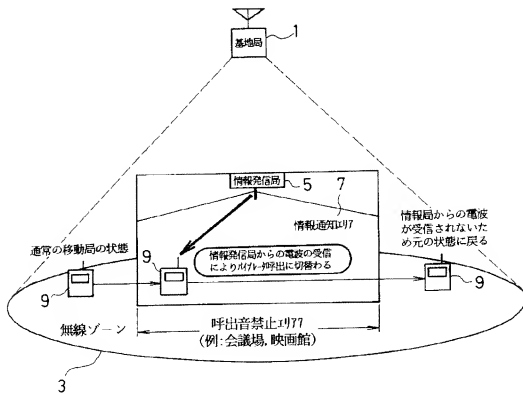 基地局
1
情報発信局
5
7
情報通知ｴﾘｱ
情報局からの電波
が受信されないた
め元の状態に戻る
通常の移動局の状態
9
情報発信局からの電波の受信
によりﾊﾞｲﾌﾞﾚｰﾀ呼出に切替わる
9
9
無線ゾーン
呼出音禁止ｴﾘｱ7
(例:会議場,映画館)
3